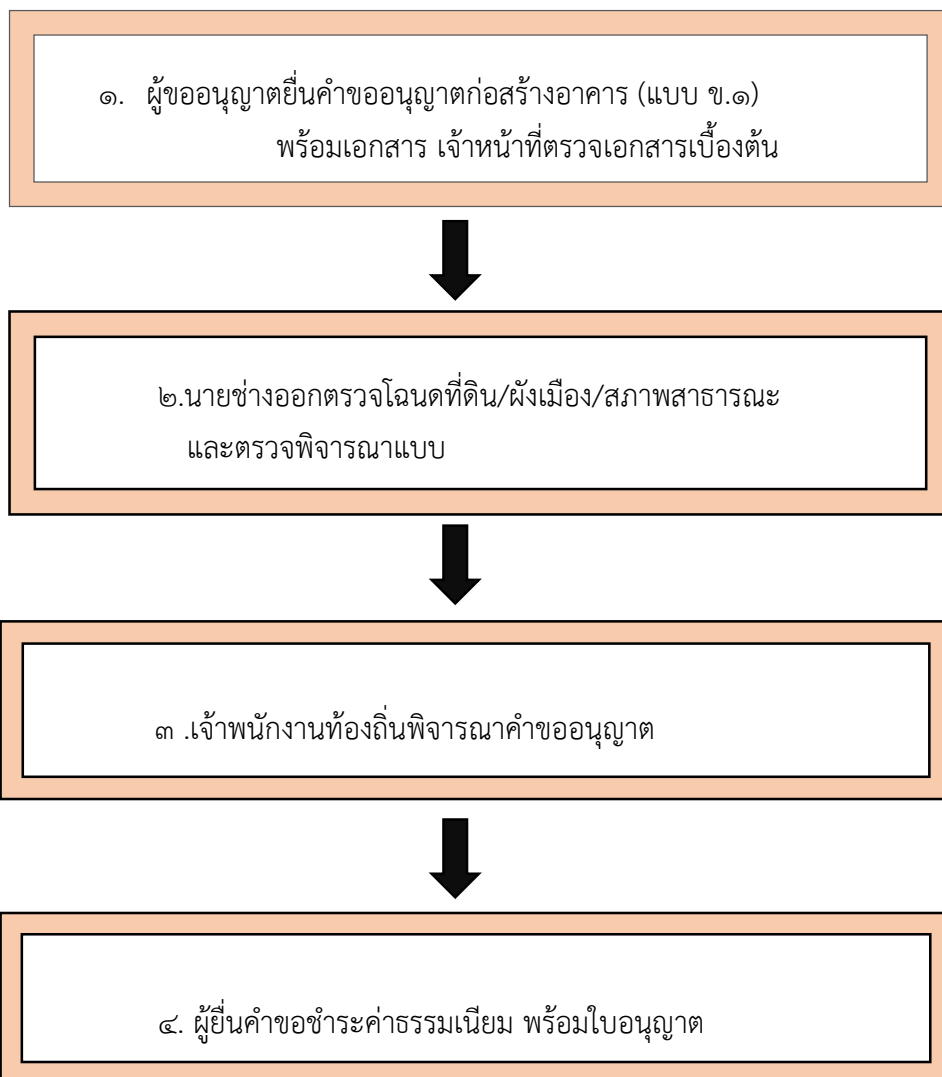 ๑. ผู้ขออนุญาตยื่นคำขออนุญาตก่อสร้างอาคาร (แบบ ข.๑)
พร้อมเอกสาร เจ้าหน้าที่ตรวจเอกสารเบื้องต้น
๒.นายช่างออกตรวจโฉนดที่ดิน/ผังเมือง/สภาพสาธารณะ
และตรวจพิจารณาแบบ
๓ .เจ้าพนักงานท้องถิ่นพิจารณาคำขออนุญาต
๔. ผู้ยื่นคำขอชำระค่าธรรมเนียม พร้อมใบอนุญาต